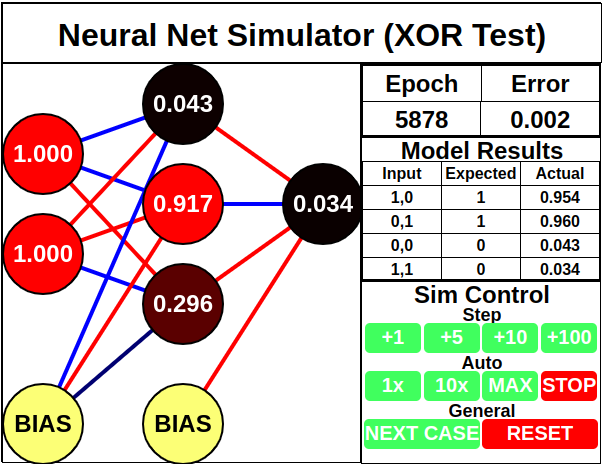 Neural Net Simulator (XOR Test)
1.000
1.000
BIAS
0.043
0.917
0.296
BIAS
0.034
Epoch Error
5878 0.002
Model Results
Input Expected Actual
1,0 1 0.954
0,1 1 0.960
0,0 0 0.043
1,1 0 0.034
Sim Control
Step
+1 +5 +10 +100
Auto
1x 10x MAX STOP
General
NEXT CASE RESET